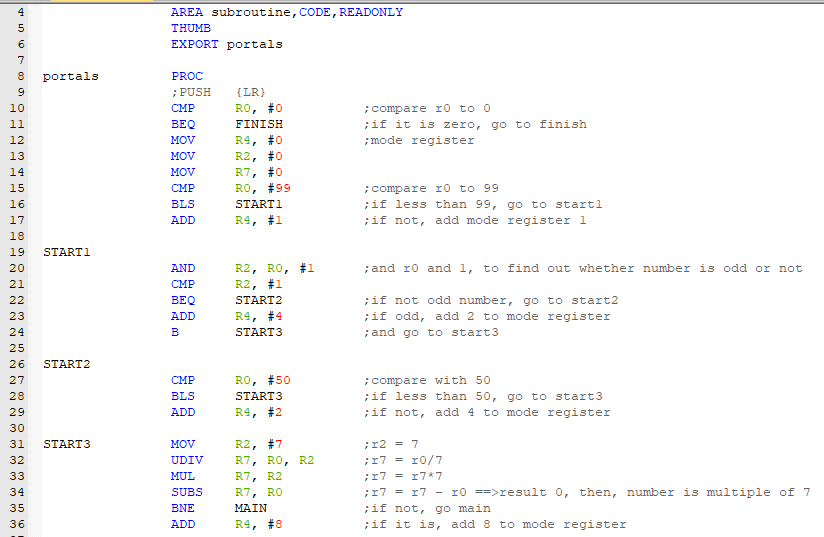 4 AREA subroutine,CODE,READONLY
5 THUMB
6 EXPORT portals
7
8 portals PROC
9 ;PUSH {LR}
10 CMP R0, #0 ;compare r0 to 0
11 BEQ FINISH ;if it is zero, go to finish
12 MOV R4, #0 ;mode register
13 MOV R2, #0
14 MOV R7, #0
15 CMP R0, #99 ;compare r0 to 99
16 BLS START1 ;if less than 99, go to start1
17 ADD R4, #1 ;if not, add mode register 1
18
19 START1
20 AND R2, R0, #1 ;and r0 and 1, to find out whether number is odd or not
21 CMP R2, #1
22 BEQ START2 ;if not odd number, go to start2
23 ADD R4, #4 ;if odd, add 2 to mode register
24 B START3 ;and go to start3
25
26 START2
27 CMP R0, #50 ;compare with 50
28 BLS START3 ;if less than 50, go to start3
29 ADD R4, #2 ;if not, add 4 to mode register
30
31 START3 MOV R2, #7 ;r2 = 7
32 UDIV R7, R0, R2 ;r7 = r0/7
33 MUL R7, R2 ;r7 = r7*7
34 SUBS R7, R0 ;r7 = r7 - r0 ==>result 0, then, number is multiple of 7
35 BNE MAIN ;if not, go main
36 ADD R4, #8 ;if it is, add 8 to mode register